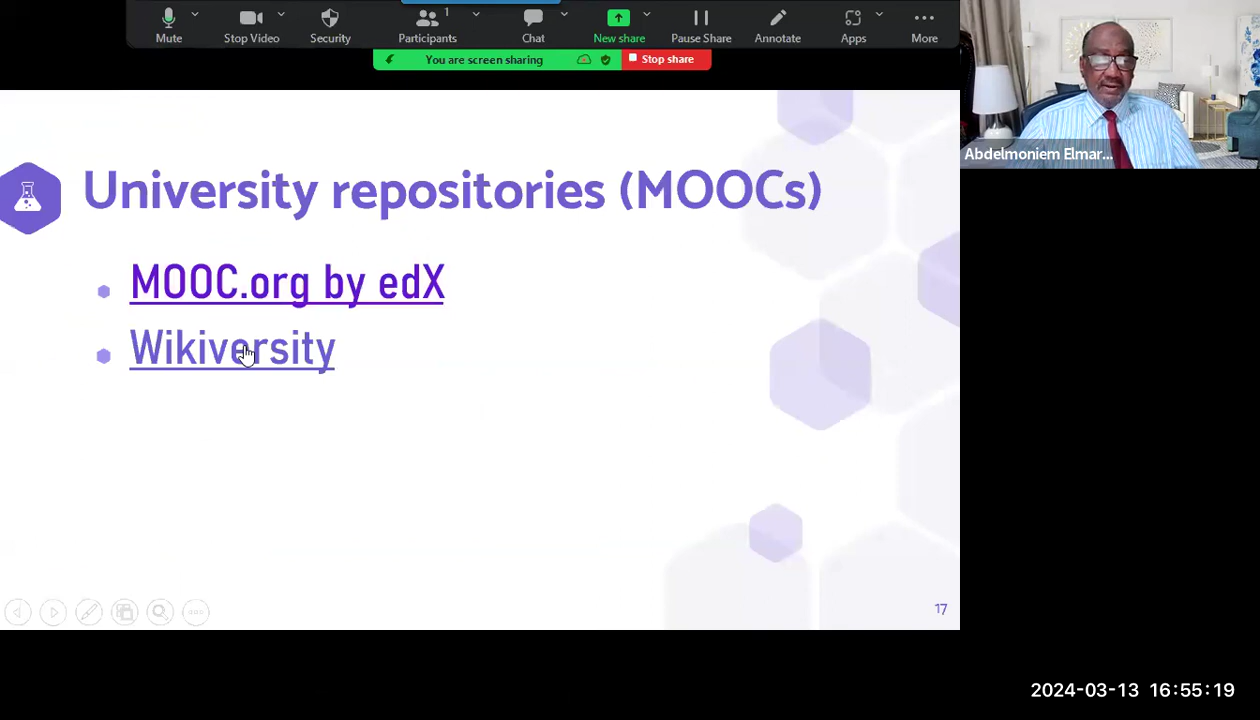 1
Mute
Stop Video
Security
Participants
Chat
New share
Pause Share
Annotate
Apps
More
You are screen sharing
Stop share
Abdelmoniem Elmar...
University repositories (MOOCs)
MOOC.org by edX
Wikiversity
17
2024-03-13 16:55:19